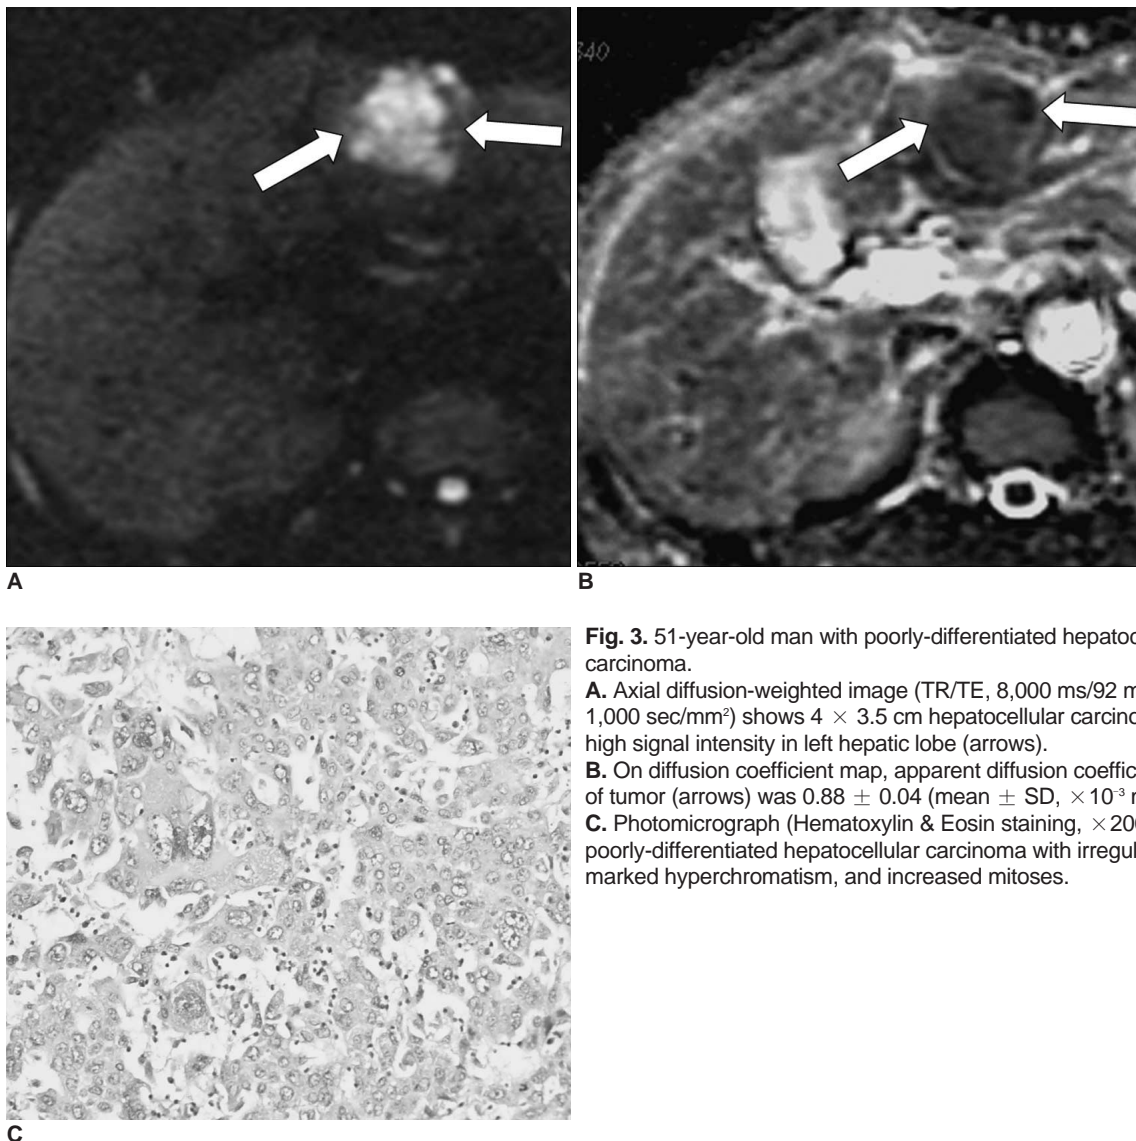 340
A
B
Fig. 3. 51-year-old man with poorly-differentiated hepatoc
carcinoma.
A. Axial diffusion-weighted image (TR/TE, 8,000 ms/92 m
1,000 sec/mm²) shows 4 × 3.5 cm hepatocellular carcino
high signal intensity in left hepatic lobe (arrows).
B. On diffusion coefficient map, apparent diffusion coeffic
of tumor (arrows) was 0.88 ± 0.04 (mean ± SD, ×10⁻³ m
C. Photomicrograph (Hematoxylin & Eosin staining, ×200
poorly-differentiated hepatocellular carcinoma with irregul
marked hyperchromatism, and increased mitoses.
C